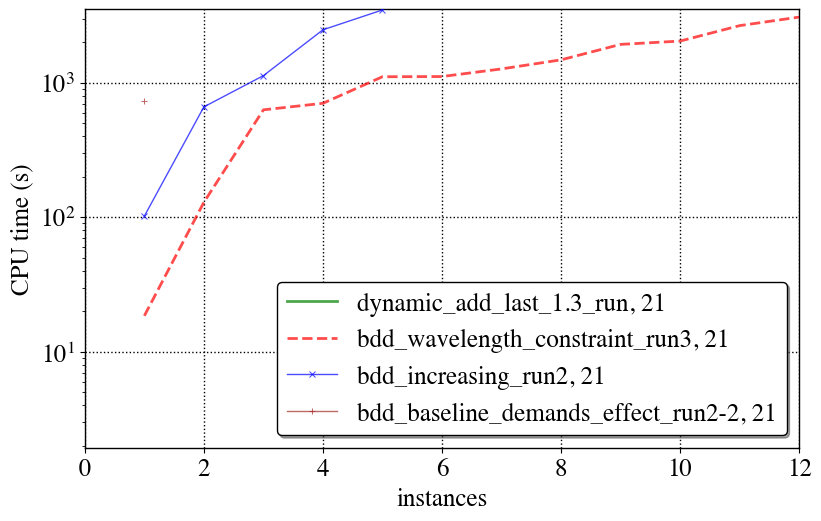 10³
10²
10¹
CPU time (s)
dynamic_add_last_1.3_run, 21
bdd_wavelength_constraint_run3, 21
bdd_increasing_run2, 21
bdd_baseline_demands_effect_run2-2, 21
0 2 4 6 8 10 12
instances